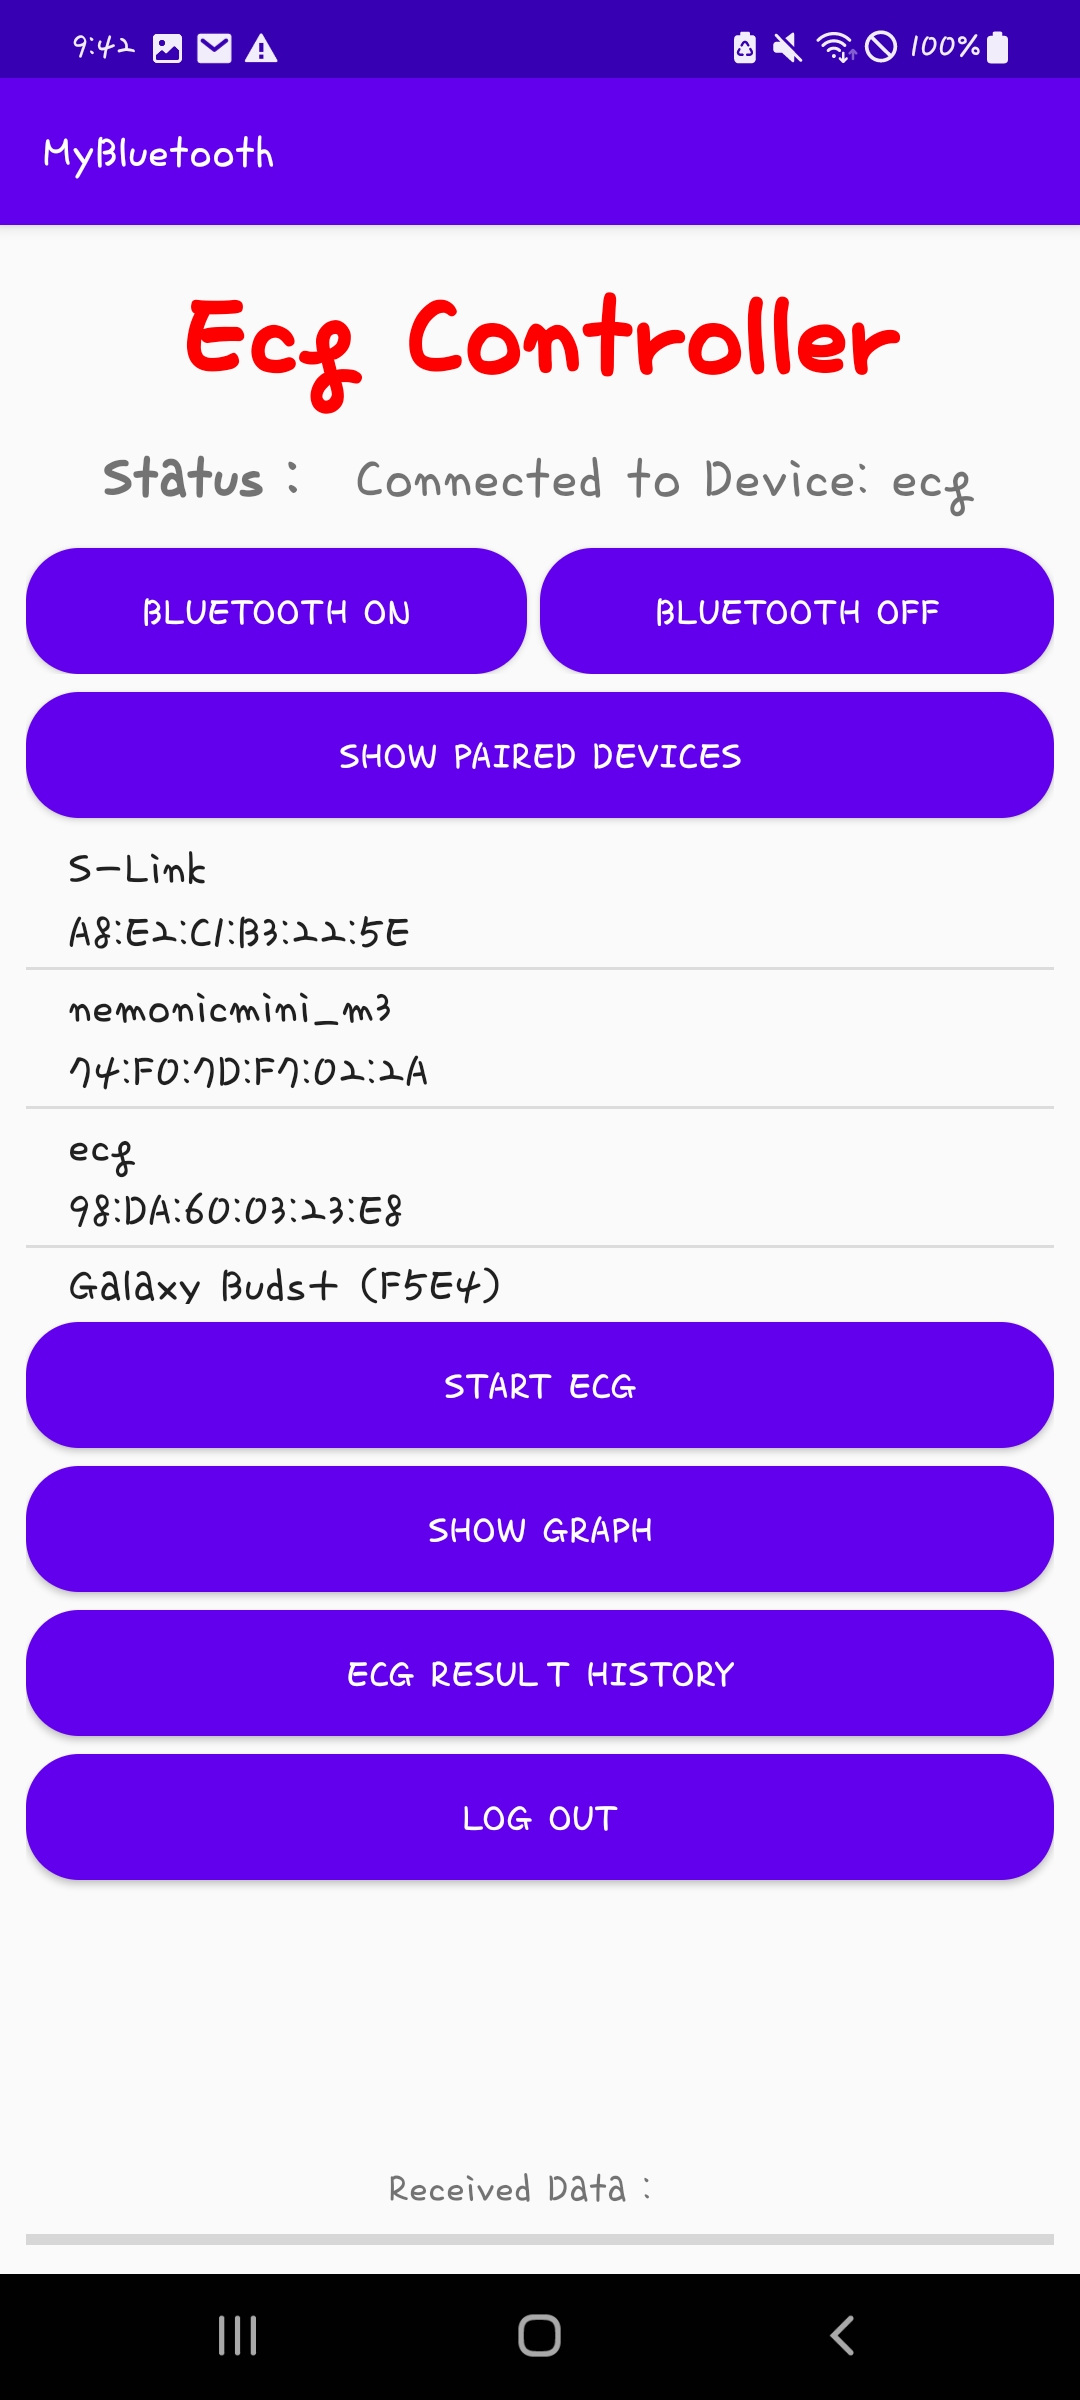 9:42 100%
MyBluetooth
Ecg Controller
Status : Connected to Device: ecg
BLUETOOTH ON BLUETOOTH OFF
SHOW PAIRED DEVICES
S-Link
A8:E2:C1:B3:22:5E
nemonicmini_m3
74:F0:7D:F7:02:2A
ecg
98:DA:60:03:23:E8
Galaxy Buds+ (F5E4)
START ECG
SHOW GRAPH
ECG RESULT HISTORY
LOG OUT
Received Data :